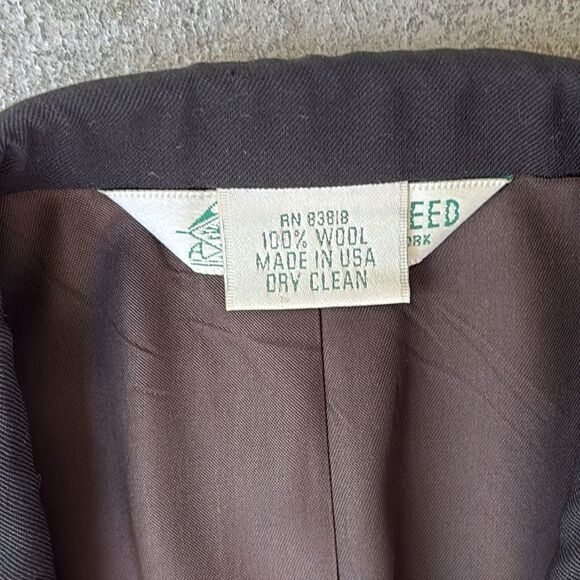 RN 83818
100% WOOL
MADE IN USA
DRY CLEAN
EED
ORK